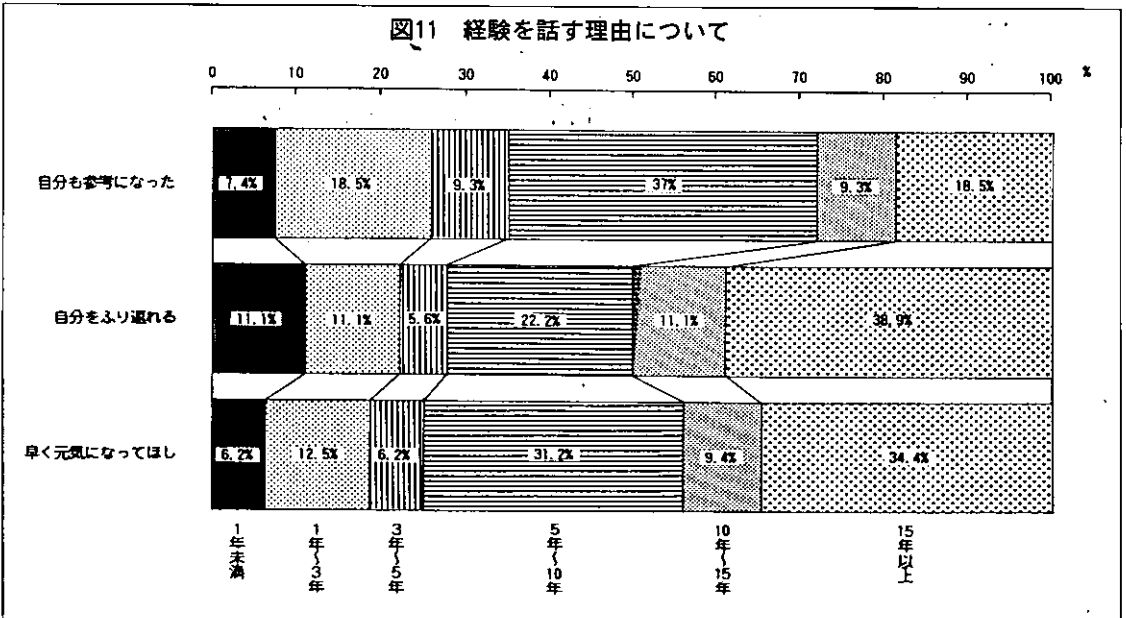 図11 経験を話す理由について
0 10 20 30 40 50 60 70 80 90 100 %
自分も参考になった 7.4% 18.5% 9.3% 37% 9.3% 18.5%
自分をふり返れる 11.1% 11.1% 5.6% 22.2% 11.1% 38.9%
早く元気になってほし 6.2% 12.5% 6.2% 31.2% 9.4% 34.4%
1年未満
1年〜3年
3年〜5年
5年〜10年
10年〜15年
15年以上